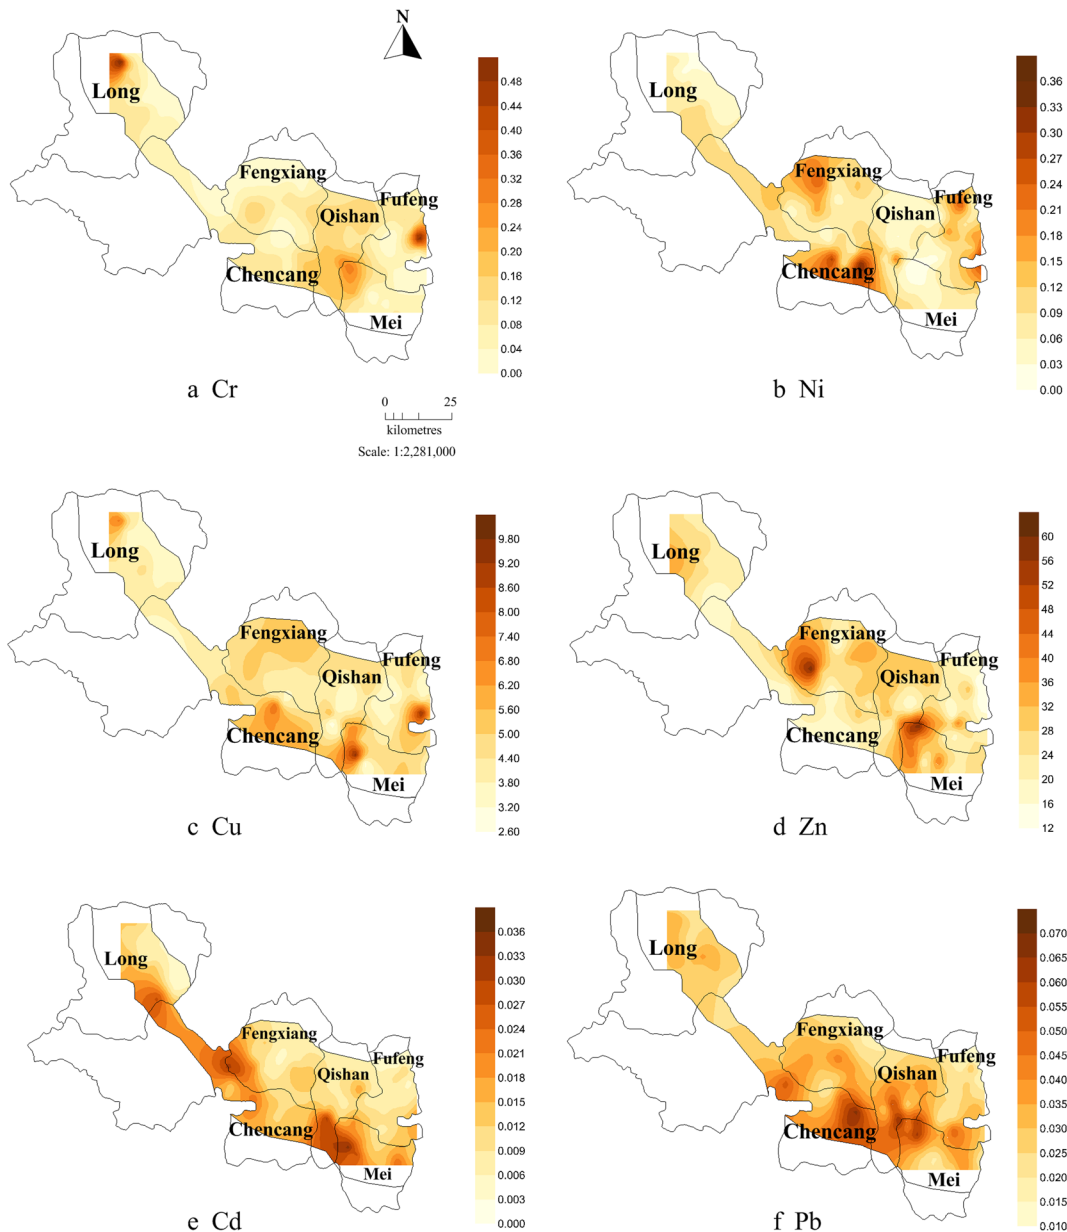 N
Long
Fengxiang
Qishan
Fufeng
Chencang
Mei
0.48
0.44
0.40
0.36
0.32
0.28
0.24
0.20
0.16
0.12
0.08
0.04
0.00
a Cr
0 25
kilometres
Scale: 1:2,281,000
Long
Fengxiang
Fufeng
Qishan
Chencang
Mei
0.36
0.33
0.30
0.27
0.24
0.21
0.18
0.15
0.12
0.09
0.06
0.03
0.00
b Ni
Long
Fengxiang
Fufeng
Qishan
Chencang
Mei
9.80
9.20
8.60
8.00
7.40
6.80
6.20
5.60
5.00
4.40
3.80
3.20
2.60
c Cu
Long
Fengxiang
Fufeng
Qishan
Chencang
Mei
60
56
52
48
44
40
36
32
28
24
20
16
12
d Zn
Long
Fengxiang
Fufeng
Qishan
Chencang
Mei
0.036
0.033
0.030
0.027
0.024
0.021
0.018
0.015
0.012
0.009
0.006
0.003
0.000
e Cd
Long
Fengxiang
Fufeng
Qishan
Chencang
Mei
0.070
0.065
0.060
0.055
0.050
0.045
0.040
0.035
0.030
0.025
0.020
0.015
0.010
f Pb